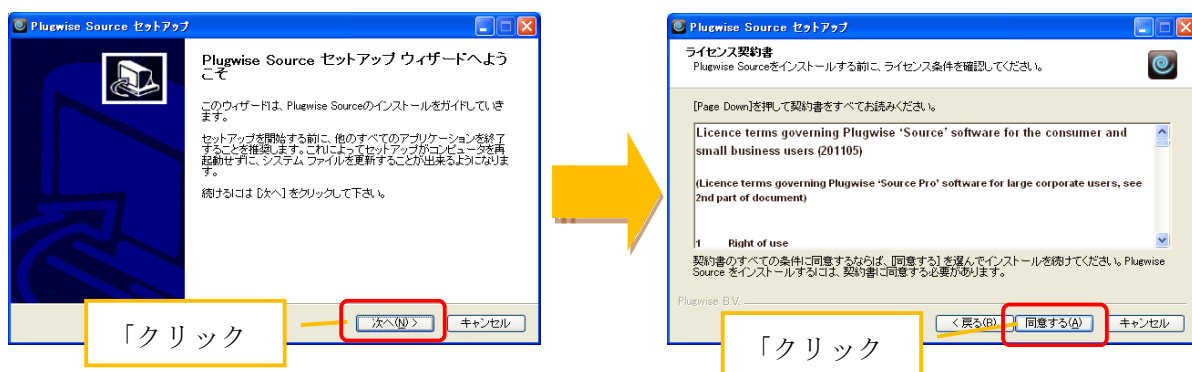 Plugwise Source セットアップ
Plugwise Source セットアップ ウィザードへよう
こそ
このウィザードは、Plugwise Sourceのインストールをガイドしていき
ます。
セットアップを開始する前に、他のすべてのアプリケーションを終了
することを推奨します。これによってセットアップがコンピュータを再
起動せずに、システム ファイルを更新することが出来るようになりま
す。
続けるには [次へ] をクリックして下さい。
次へ(N) >
キャンセル
「クリック
Plugwise Source セットアップ
ライセンス契約書
Plugwise Sourceをインストールする前に、ライセンス条件を確認してください。
[Page Down]を押して契約書をすべてお読みください。
Licence terms governing Plugwise ‘Source’ software for the consumer and
small business users (201105)
(Licence terms governing Plugwise ‘Source Pro’ software for large corporate users, see
2nd part of document)
1 Right of use
契約書のすべての条件に同意するならば、[同意する] を選んでインストールを続けてください。Plugwise
Source をインストールするには、契約書に同意する必要があります。
Plugwise B.V.
< 戻る(B)
同意する(A)
キャンセル
「クリック